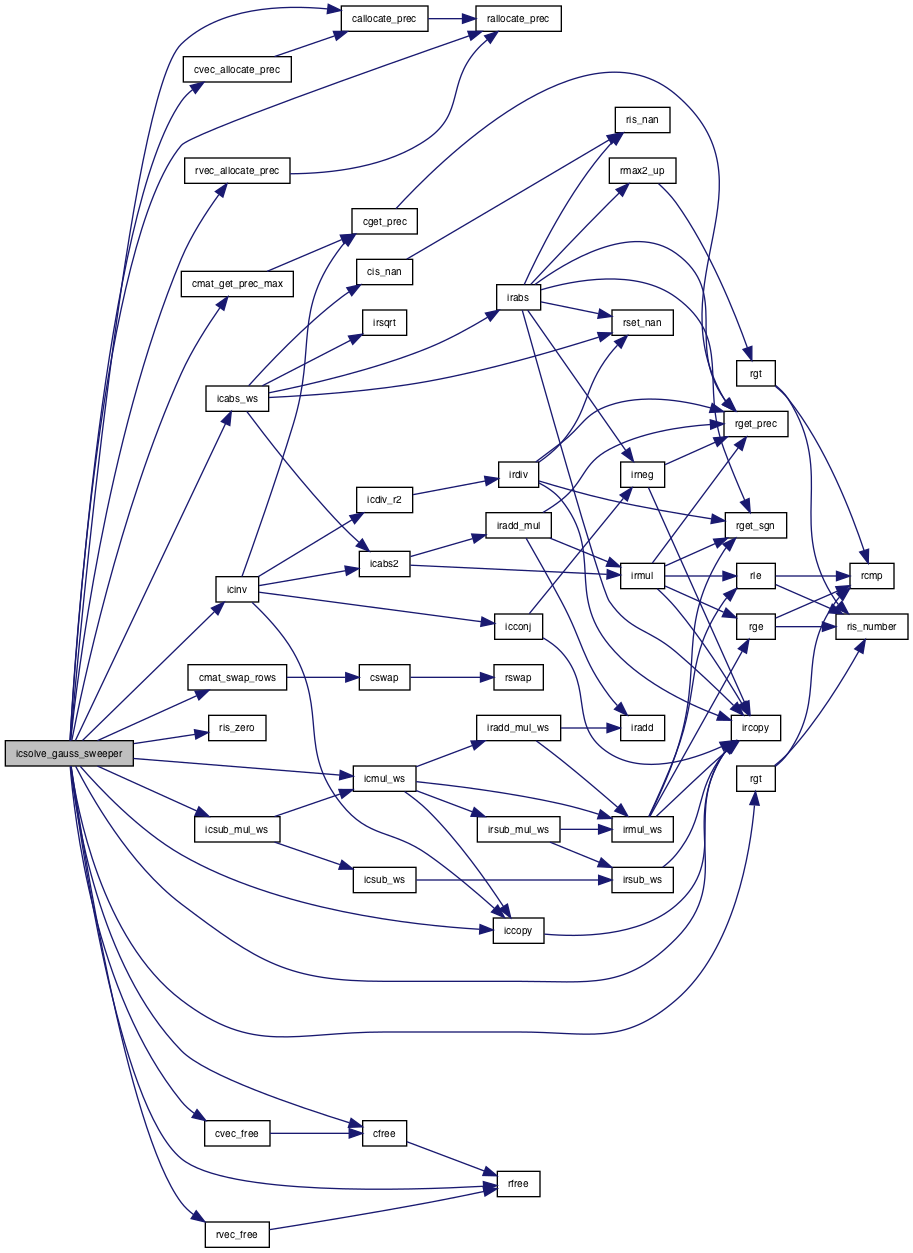 callocate_prec
rallocate_prec
cvec_allocate_prec
ris_nan
rvec_allocate_prec
rmax2_up
cget_prec
cis_nan
cmat_get_prec_max
irabs
irsqrt
rset_nan
rgt
icabs_ws
rget_prec
irdiv
irneg
icdiv_r2
iradd_mul
rget_sgn
icabs2
irmul
rle
rcmp
icinv
icconj
rge
ris_number
cmat_swap_rows
cswap
rswap
ris_zero
iradd_mul_ws
iradd
ircopy
icsolve_gauss_sweeper
icmul_ws
rgt
icsub_mul_ws
irsub_mul_ws
irmul_ws
icsub_ws
irsub_ws
iccopy
cvec_free
cfree
rfree
rvec_free